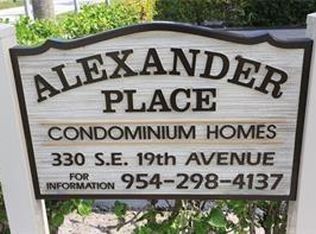 ALEXANDER
PLACE
CONDOMINIUM HOMES
330 S.E. 19th AVENUE
FOR INFORMATION 954-298-4137